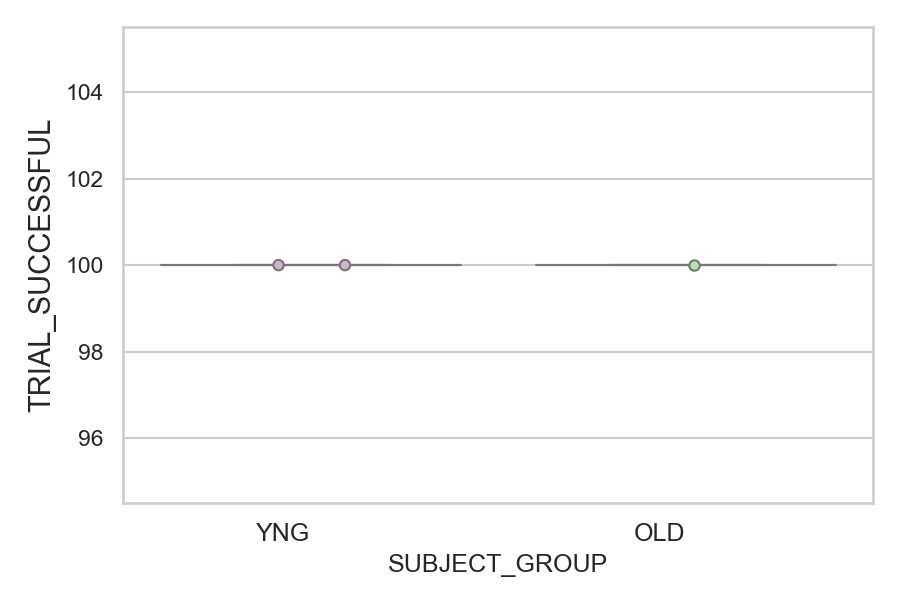 TRIAL_SUCCESSFUL
104
102
100
98
96
YNG OLD
SUBJECT_GROUP